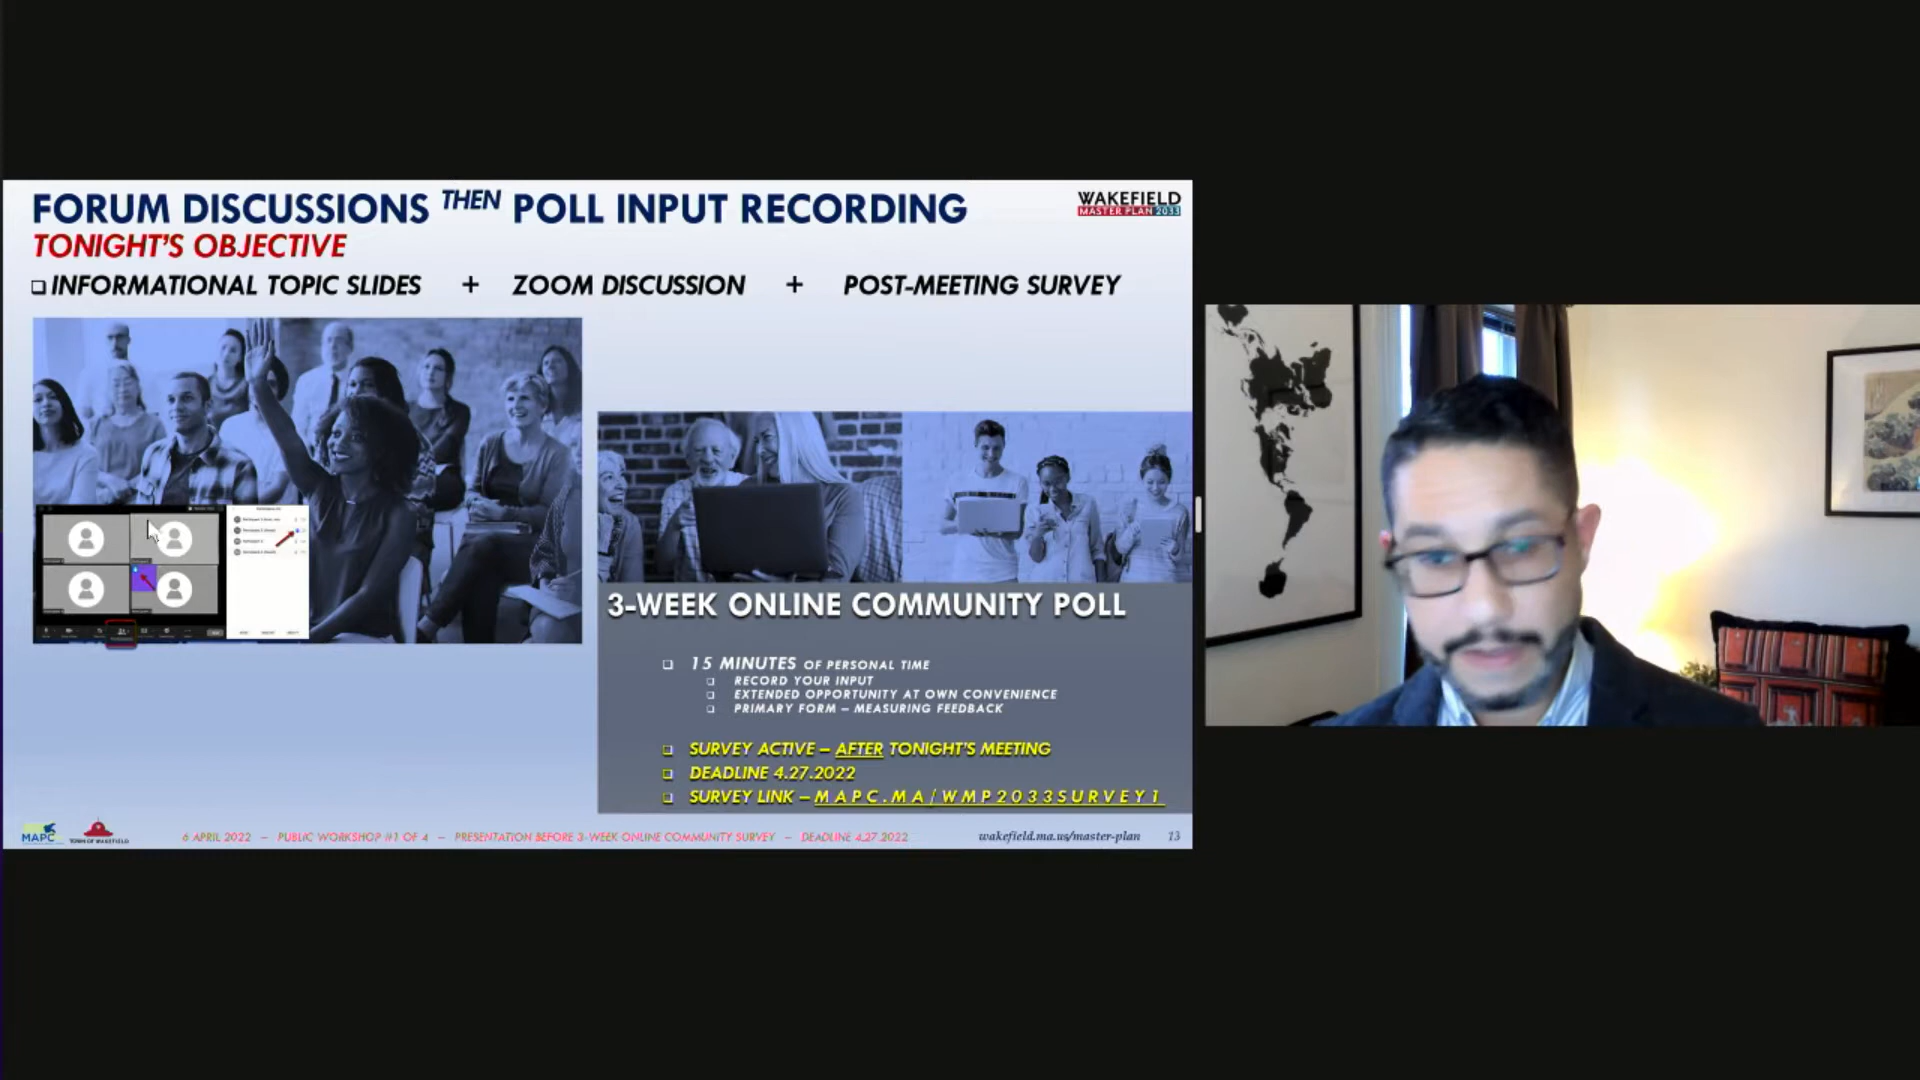 FORUM DISCUSSIONS THEN POLL INPUT RECORDING
WAKEFIELD
MASTER PLAN 2033
TONIGHT'S OBJECTIVE
INFORMATIONAL TOPIC SLIDES + ZOOM DISCUSSION + POST-MEETING SURVEY
3-WEEK ONLINE COMMUNITY POLL
15 MINUTES OF PERSONAL TIME
RECORD YOUR INPUT
EXTENDED OPPORTUNITY AT OWN CONVENIENCE
PRIMARY FORM – MEASURING FEEDBACK
SURVEY ACTIVE – AFTER TONIGHT'S MEETING
DEADLINE 4.27.2022
SURVEY LINK – MAPC.MA/WMP2033SURVEY1
MAPC
TOWN OF WAKEFIELD
6 APRIL 2022 – PUBLIC WORKSHOP #1 OF 4 – PRESENTATION BEFORE 3-WEEK ONLINE COMMUNITY SURVEY – DEADLINE 4.27.2022
wakefield.ma.us/master-plan 13